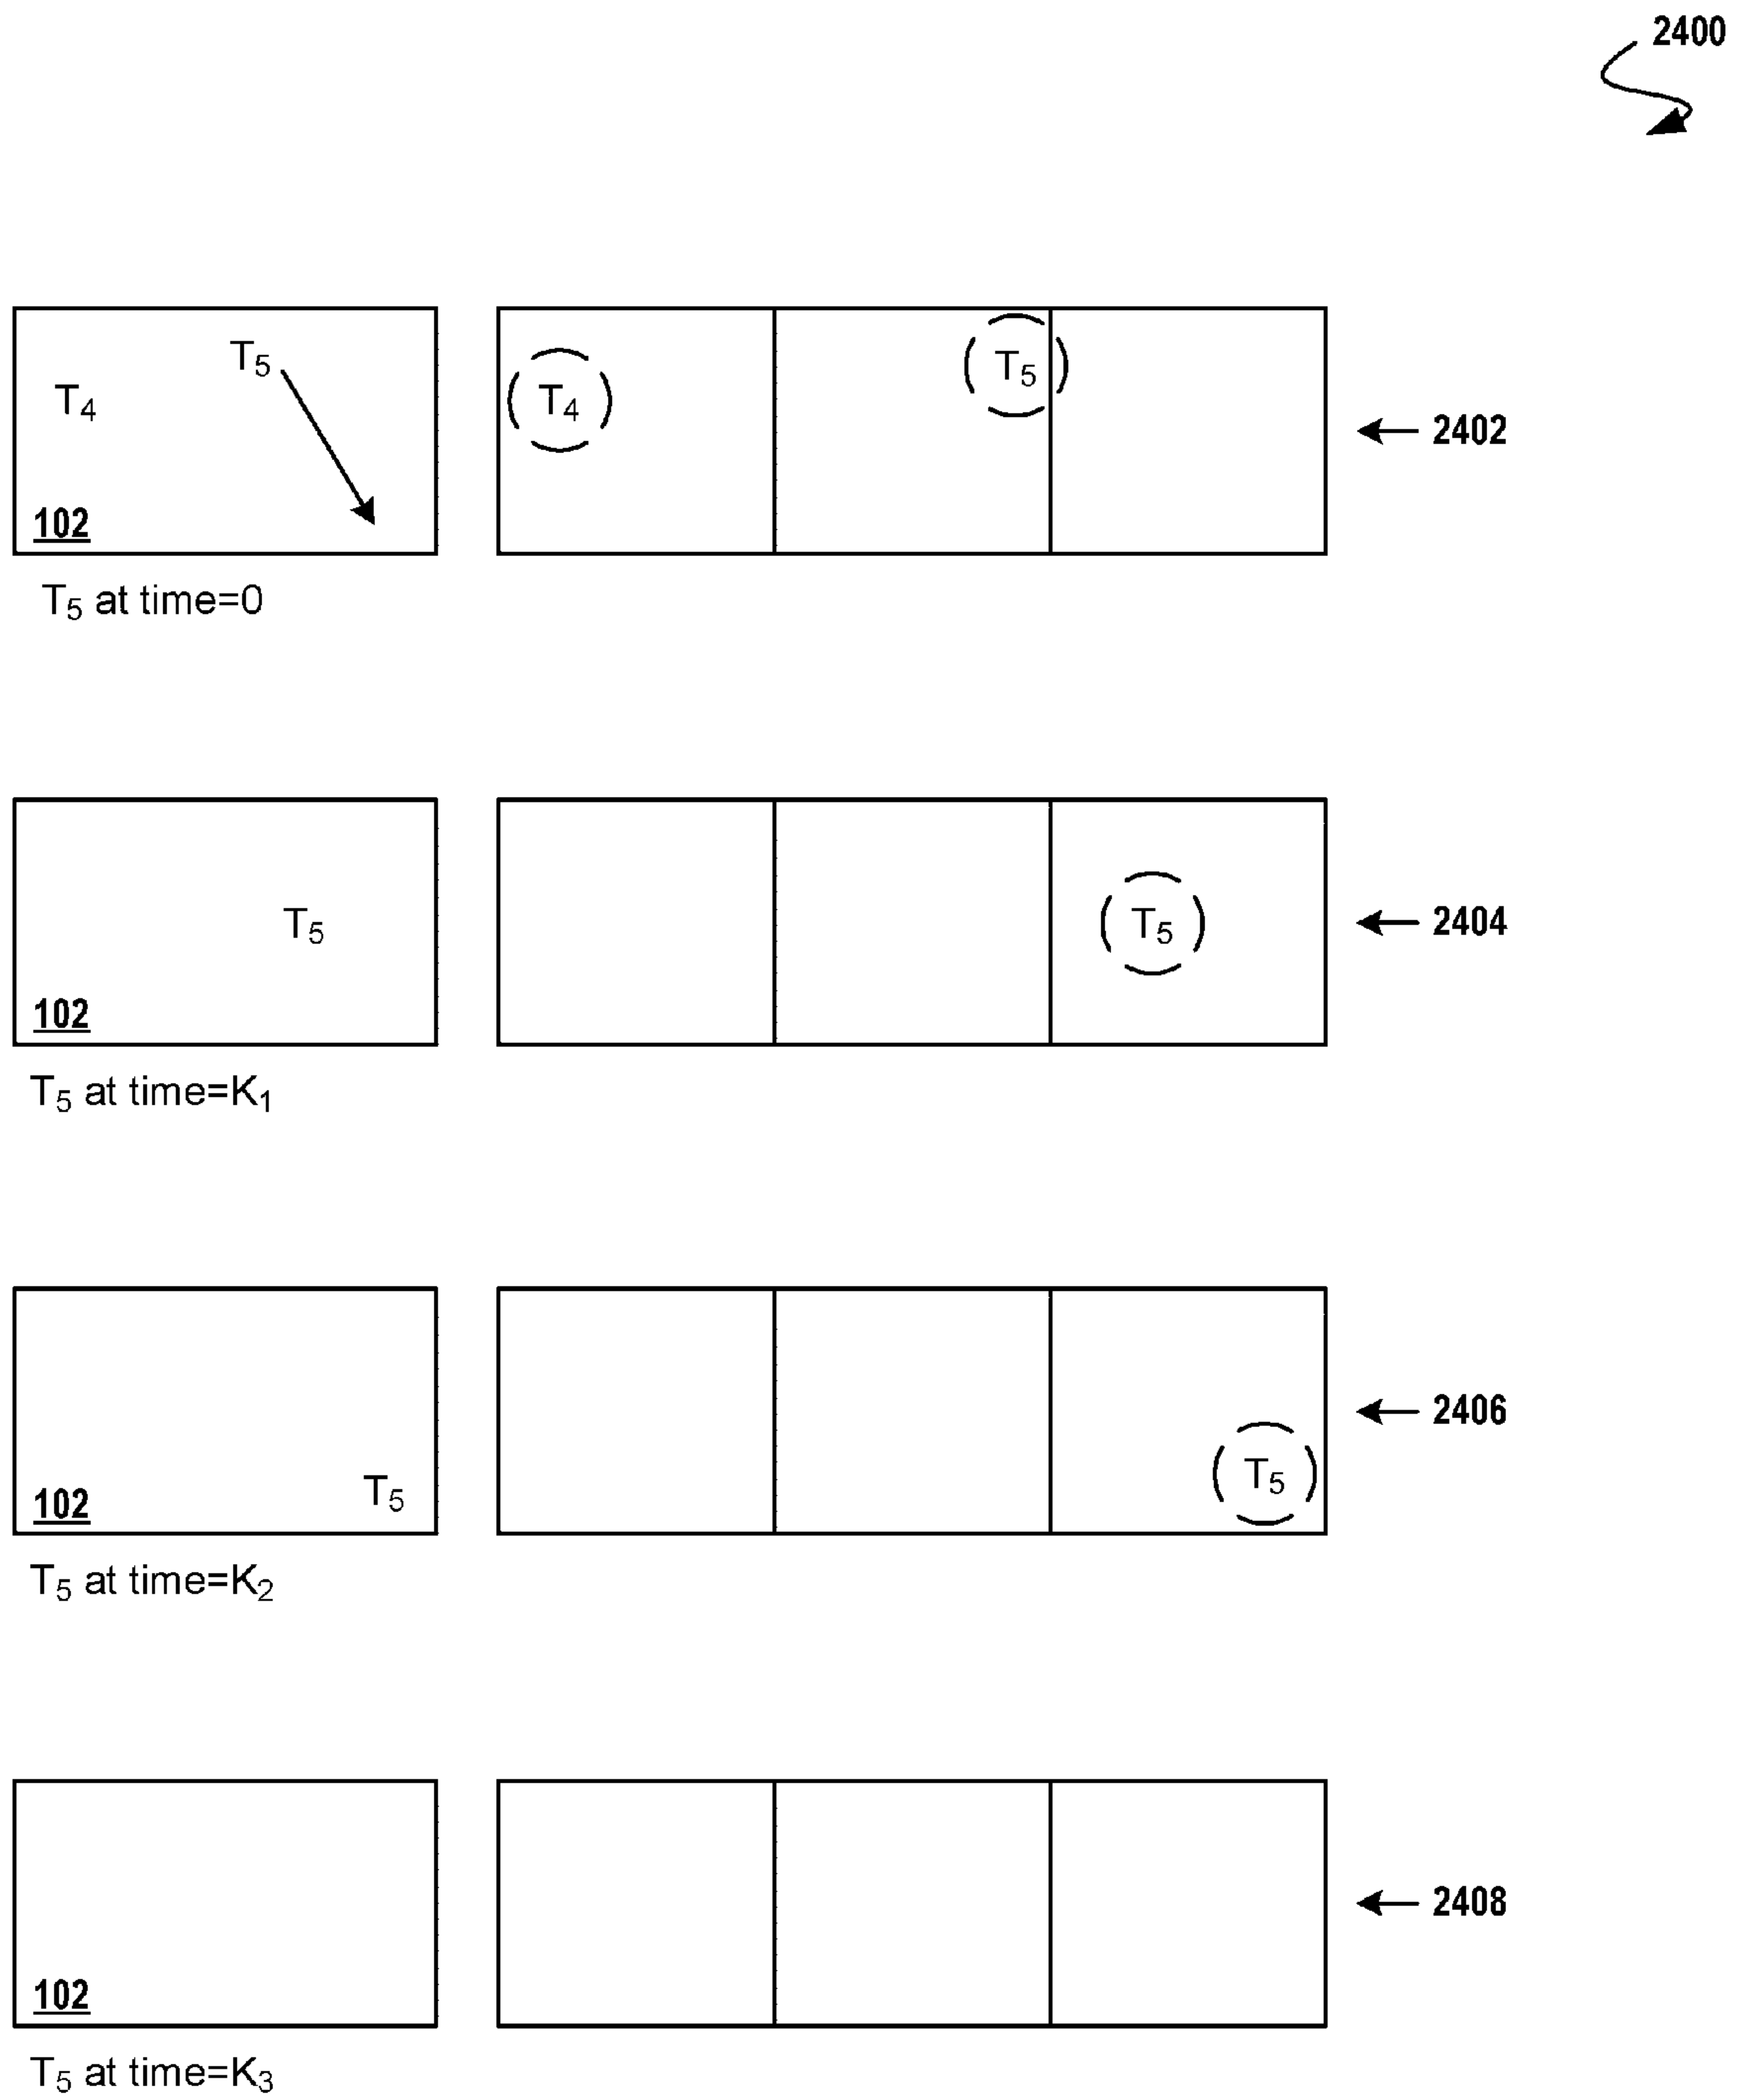 2400
T5
T4
T4
T5
2402
102
T5 at time=0
T5
T5
2404
102
T5 at time=K1
T5
T5
2406
102
T5 at time=K2
2408
102
T5 at time=K3